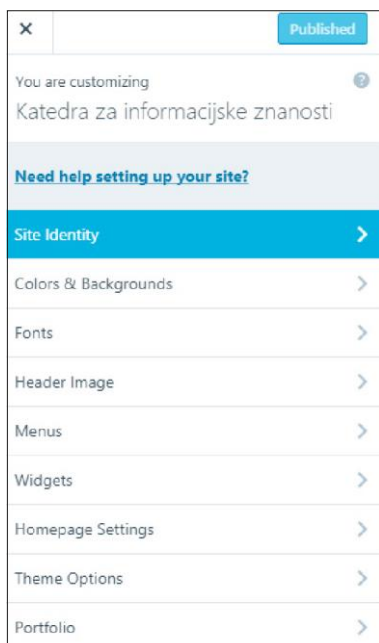 Published
You are customizing
Katedra za informacijske znanosti
Need help setting up your site?
Site Identity
Colors & Backgrounds
Fonts
Header Image
Menus
Widgets
Homepage Settings
Theme Options
Portfolio